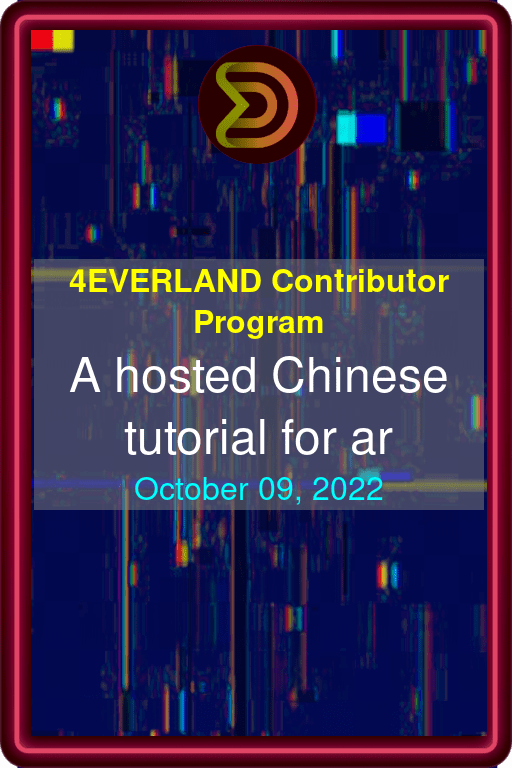 4EVERLAND Contributor
Program
A hosted Chinese
tutorial for ar
October 09, 2022